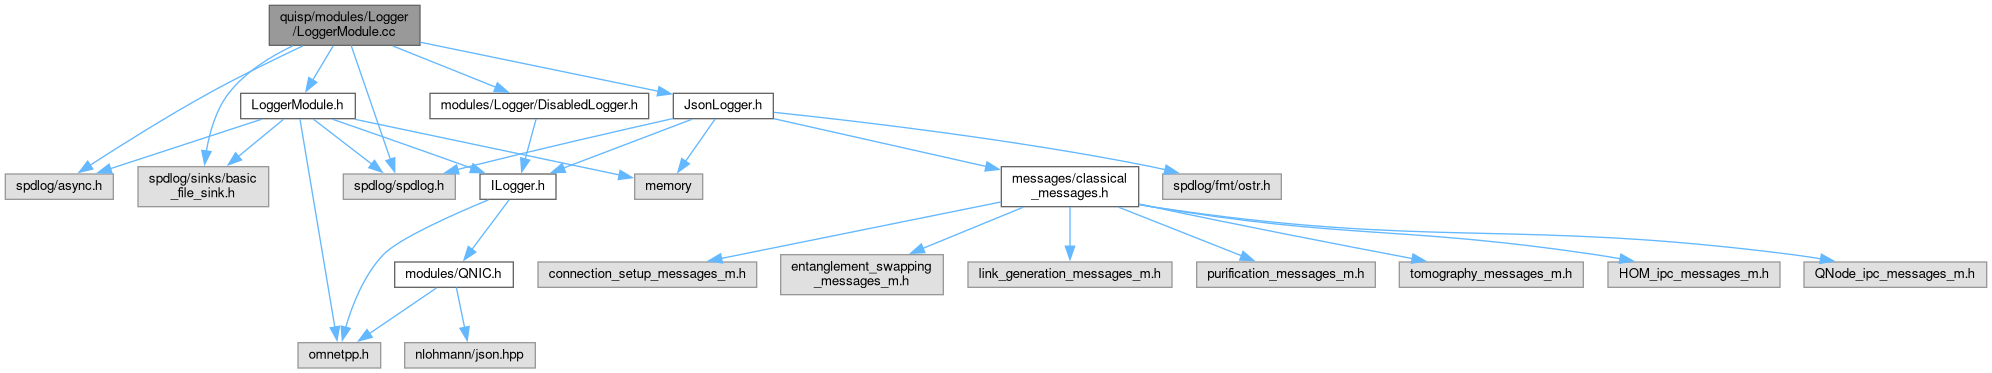 quisp/modules/Logger
/LoggerModule.cc
LoggerModule.h
modules/Logger/DisabledLogger.h
JsonLogger.h
spdlog/async.h
spdlog/sinks/basic
_file_sink.h
spdlog/spdlog.h
ILogger.h
memory
messages/classical
_messages.h
spdlog/fmt/ostr.h
modules/QNIC.h
connection_setup_messages_m.h
entanglement_swapping
_messages_m.h
link_generation_messages_m.h
purification_messages_m.h
tomography_messages_m.h
HOM_ipc_messages_m.h
QNode_ipc_messages_m.h
omnetpp.h
nlohmann/json.hpp